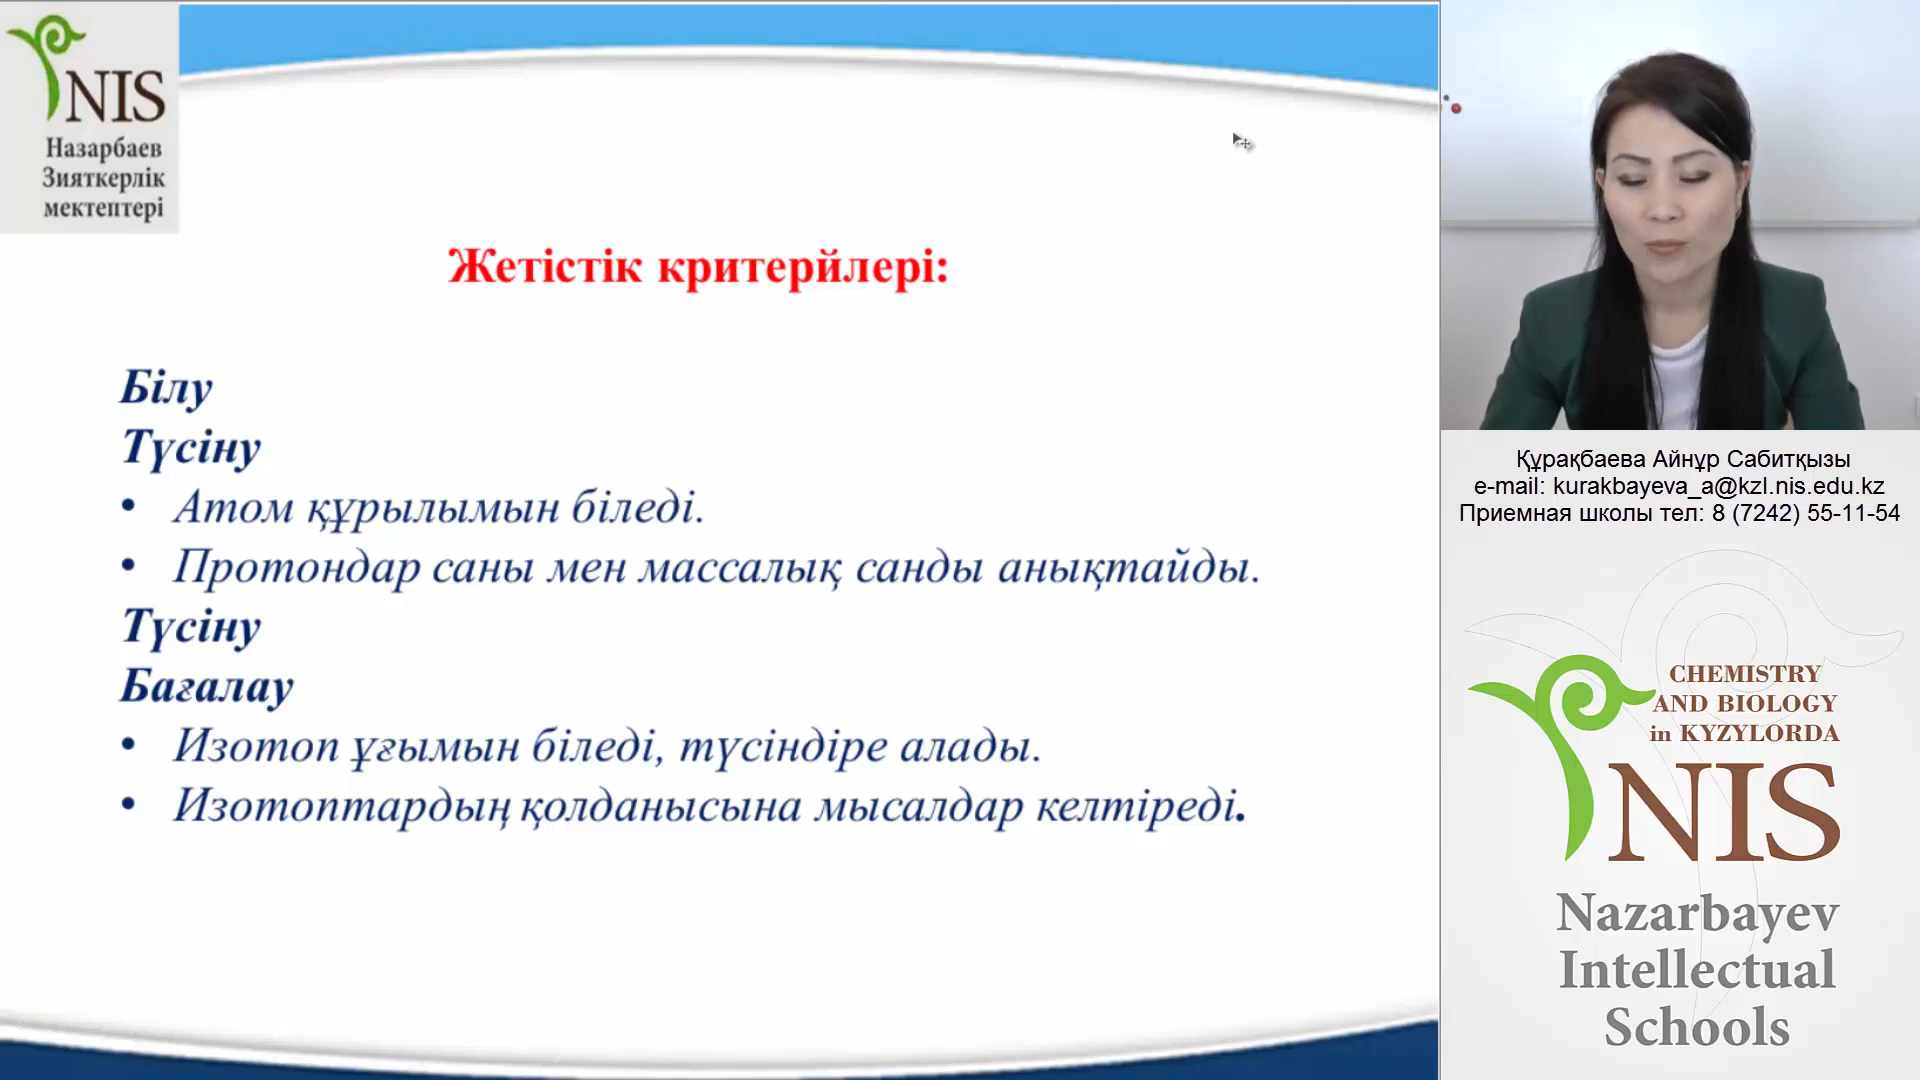 NIS
Назарбаев
Зияткерлік
мектептері
Жетістік критерйлері:
Білу
Түсіну
• Атом құрылымын біледі.
• Протондар саны мен массалық санды анықтайды.
Түсіну
Бағалау
• Изотоп ұғымын біледі, түсіндіре алады.
• Изотоптардың қолданысына мысалдар келтіреді.
Құрақбаева Айнұр Сабитқызы
e-mail: kurakbayeva_a@kzl.nis.edu.kz
Приемная школы тел: 8 (7242) 55-11-54
CHEMISTRY
AND BIOLOGY
in KYZYLORDA
NIS
Nazarbayev
Intellectual
Schools